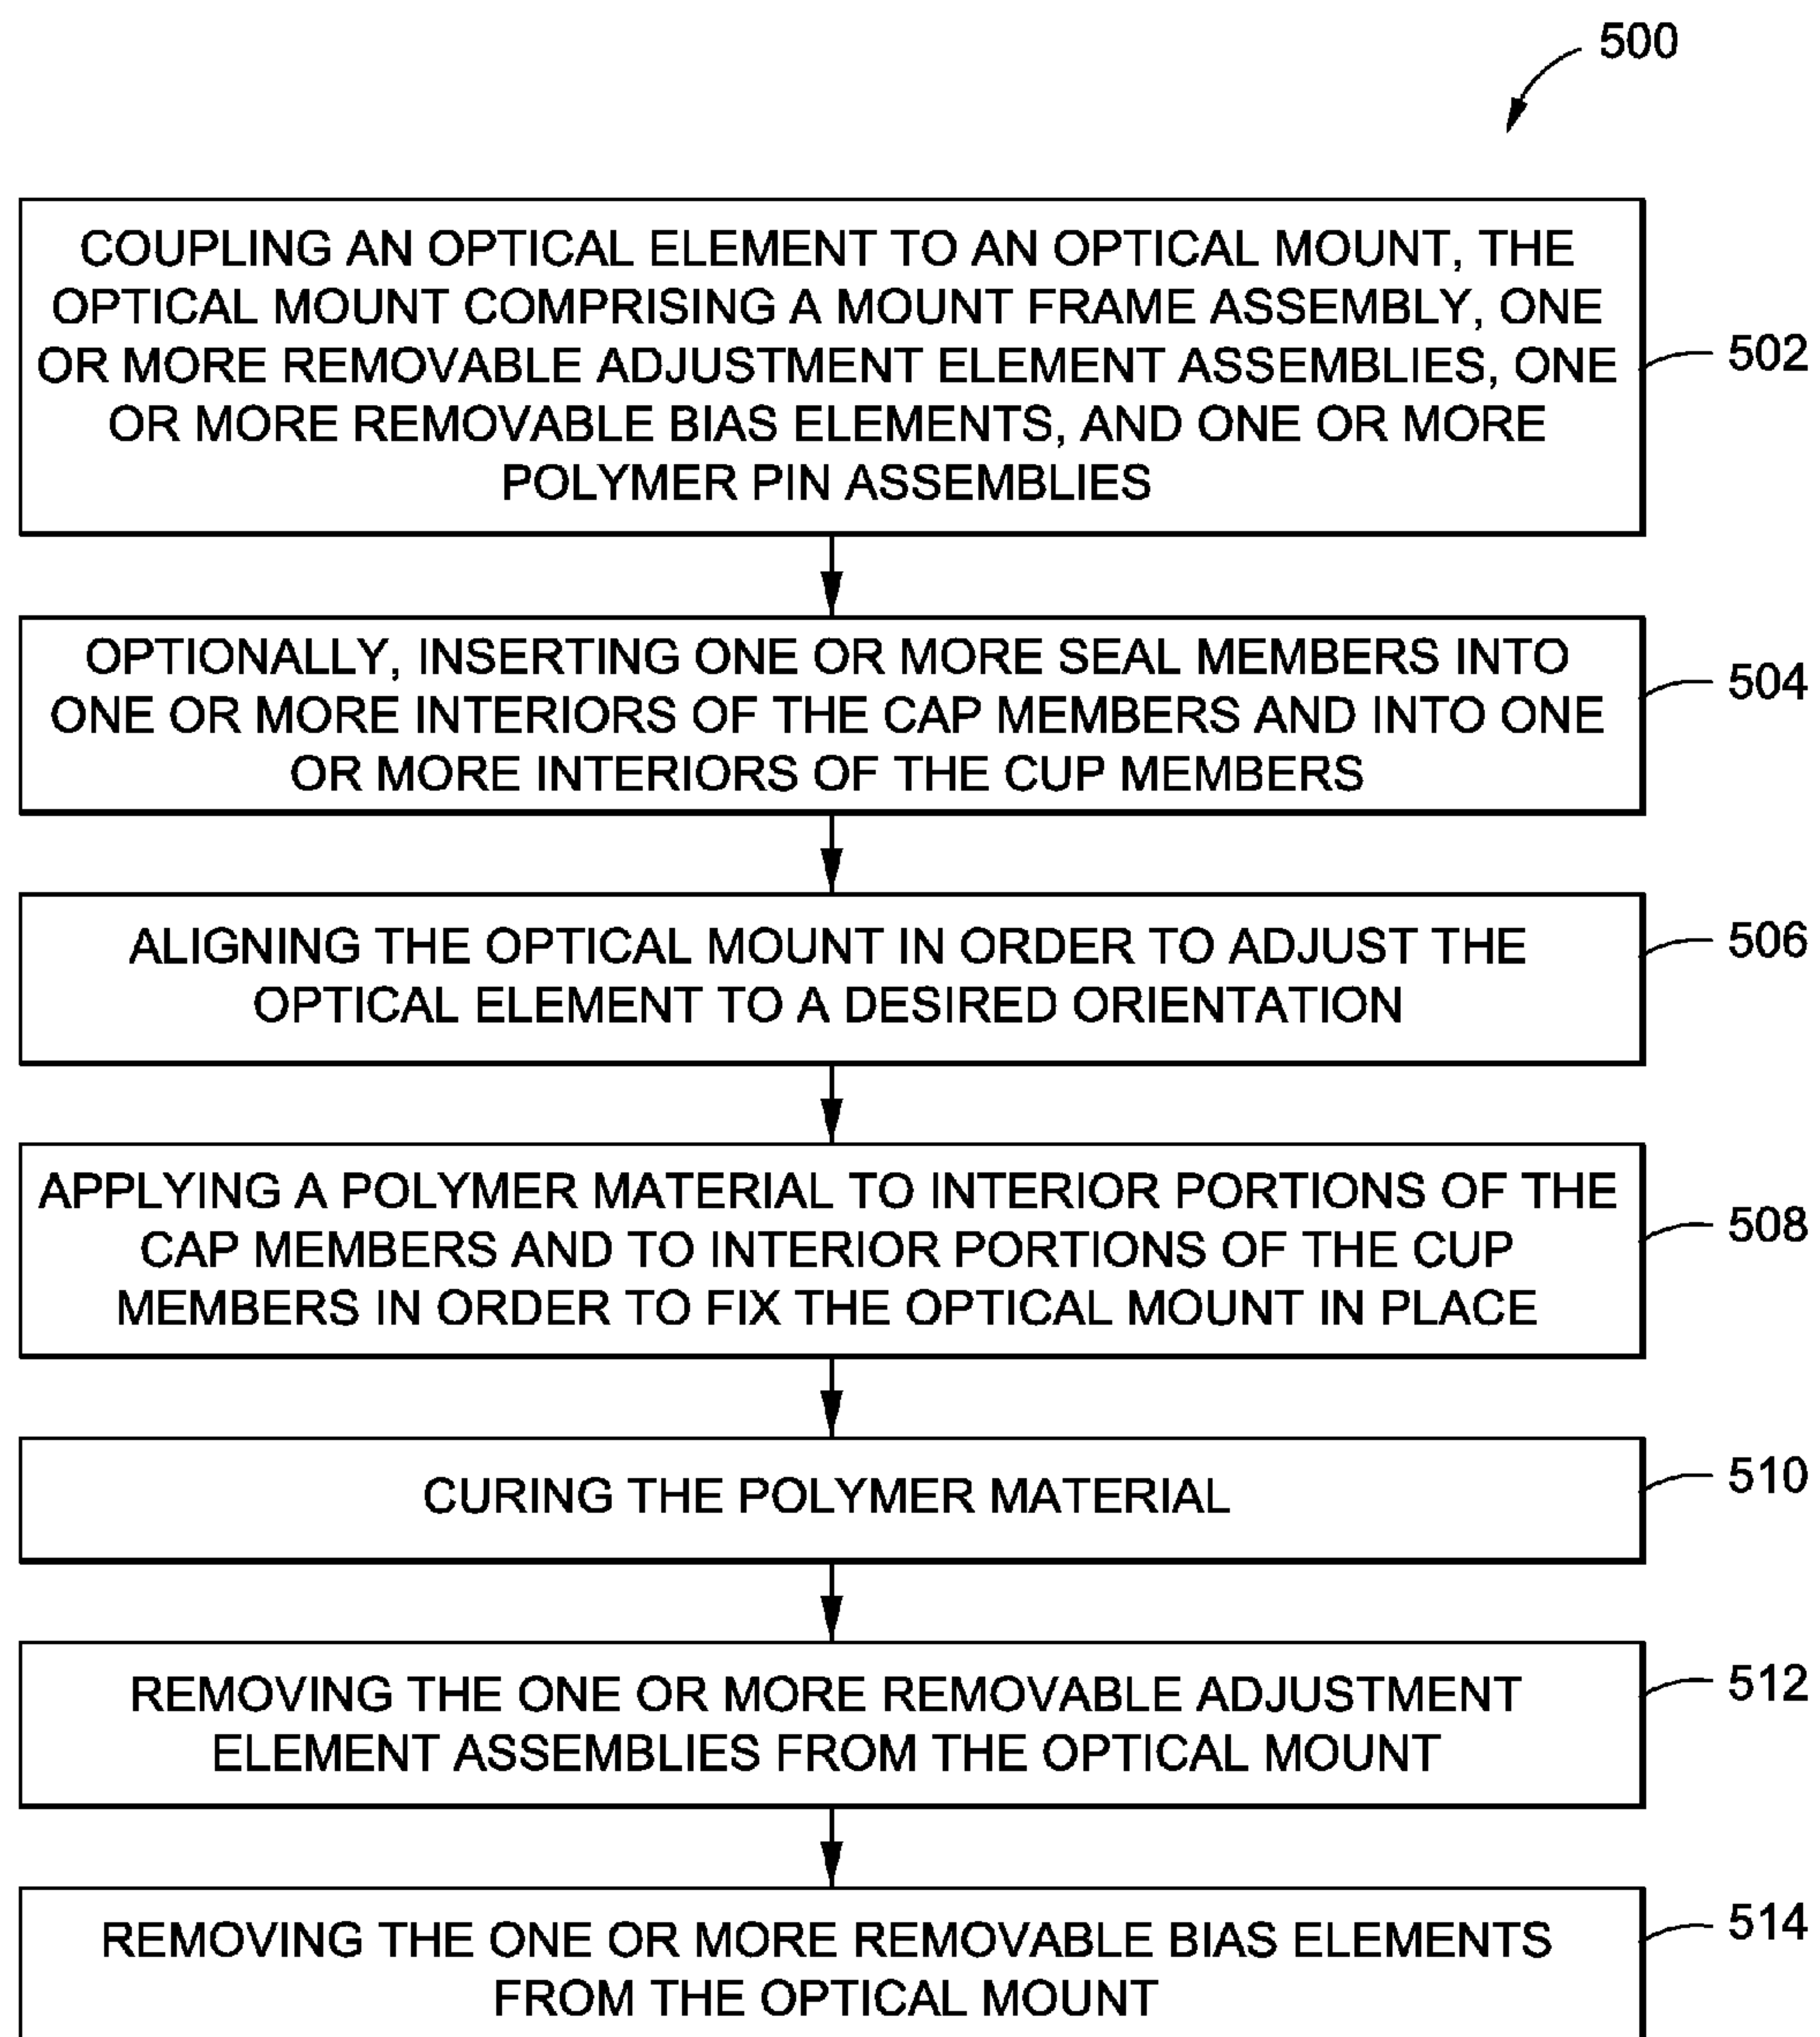 500
COUPLING AN OPTICAL ELEMENT TO AN OPTICAL MOUNT, THE
OPTICAL MOUNT COMPRISING A MOUNT FRAME ASSEMBLY, ONE
OR MORE REMOVABLE ADJUSTMENT ELEMENT ASSEMBLIES, ONE
OR MORE REMOVABLE BIAS ELEMENTS, AND ONE OR MORE
POLYMER PIN ASSEMBLIES
502
OPTIONALLY, INSERTING ONE OR MORE SEAL MEMBERS INTO
ONE OR MORE INTERIORS OF THE CAP MEMBERS AND INTO ONE
OR MORE INTERIORS OF THE CUP MEMBERS
504
ALIGNING THE OPTICAL MOUNT IN ORDER TO ADJUST THE
OPTICAL ELEMENT TO A DESIRED ORIENTATION
506
APPLYING A POLYMER MATERIAL TO INTERIOR PORTIONS OF THE
CAP MEMBERS AND TO INTERIOR PORTIONS OF THE CUP
MEMBERS IN ORDER TO FIX THE OPTICAL MOUNT IN PLACE
508
CURING THE POLYMER MATERIAL
510
REMOVING THE ONE OR MORE REMOVABLE ADJUSTMENT
ELEMENT ASSEMBLIES FROM THE OPTICAL MOUNT
512
REMOVING THE ONE OR MORE REMOVABLE BIAS ELEMENTS
FROM THE OPTICAL MOUNT
514